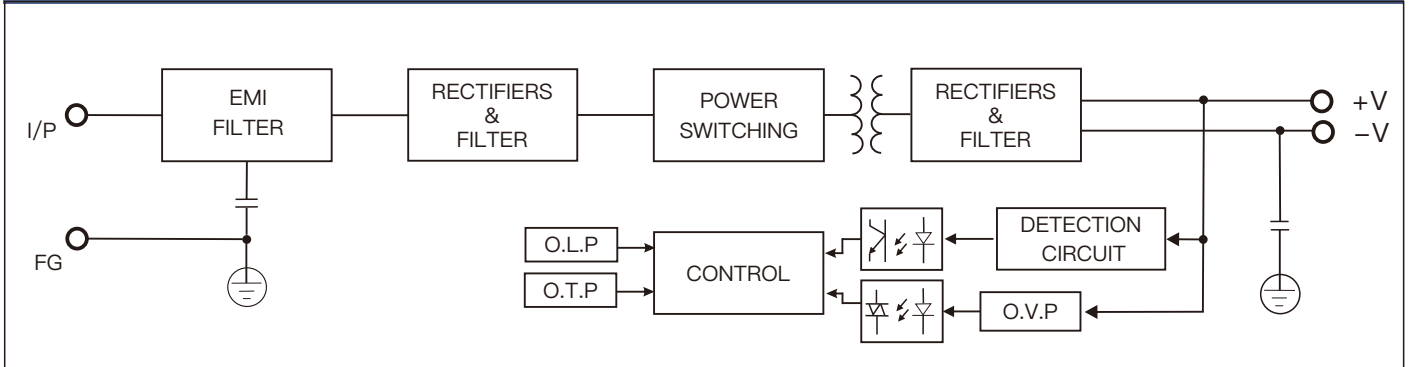 I/P
EMI
FILTER
RECTIFIERS
&
FILTER
POWER
SWITCHING
RECTIFIERS
&
FILTER
+V
−V
FG
O.L.P
O.T.P
CONTROL
DETECTION
CIRCUIT
O.V.P